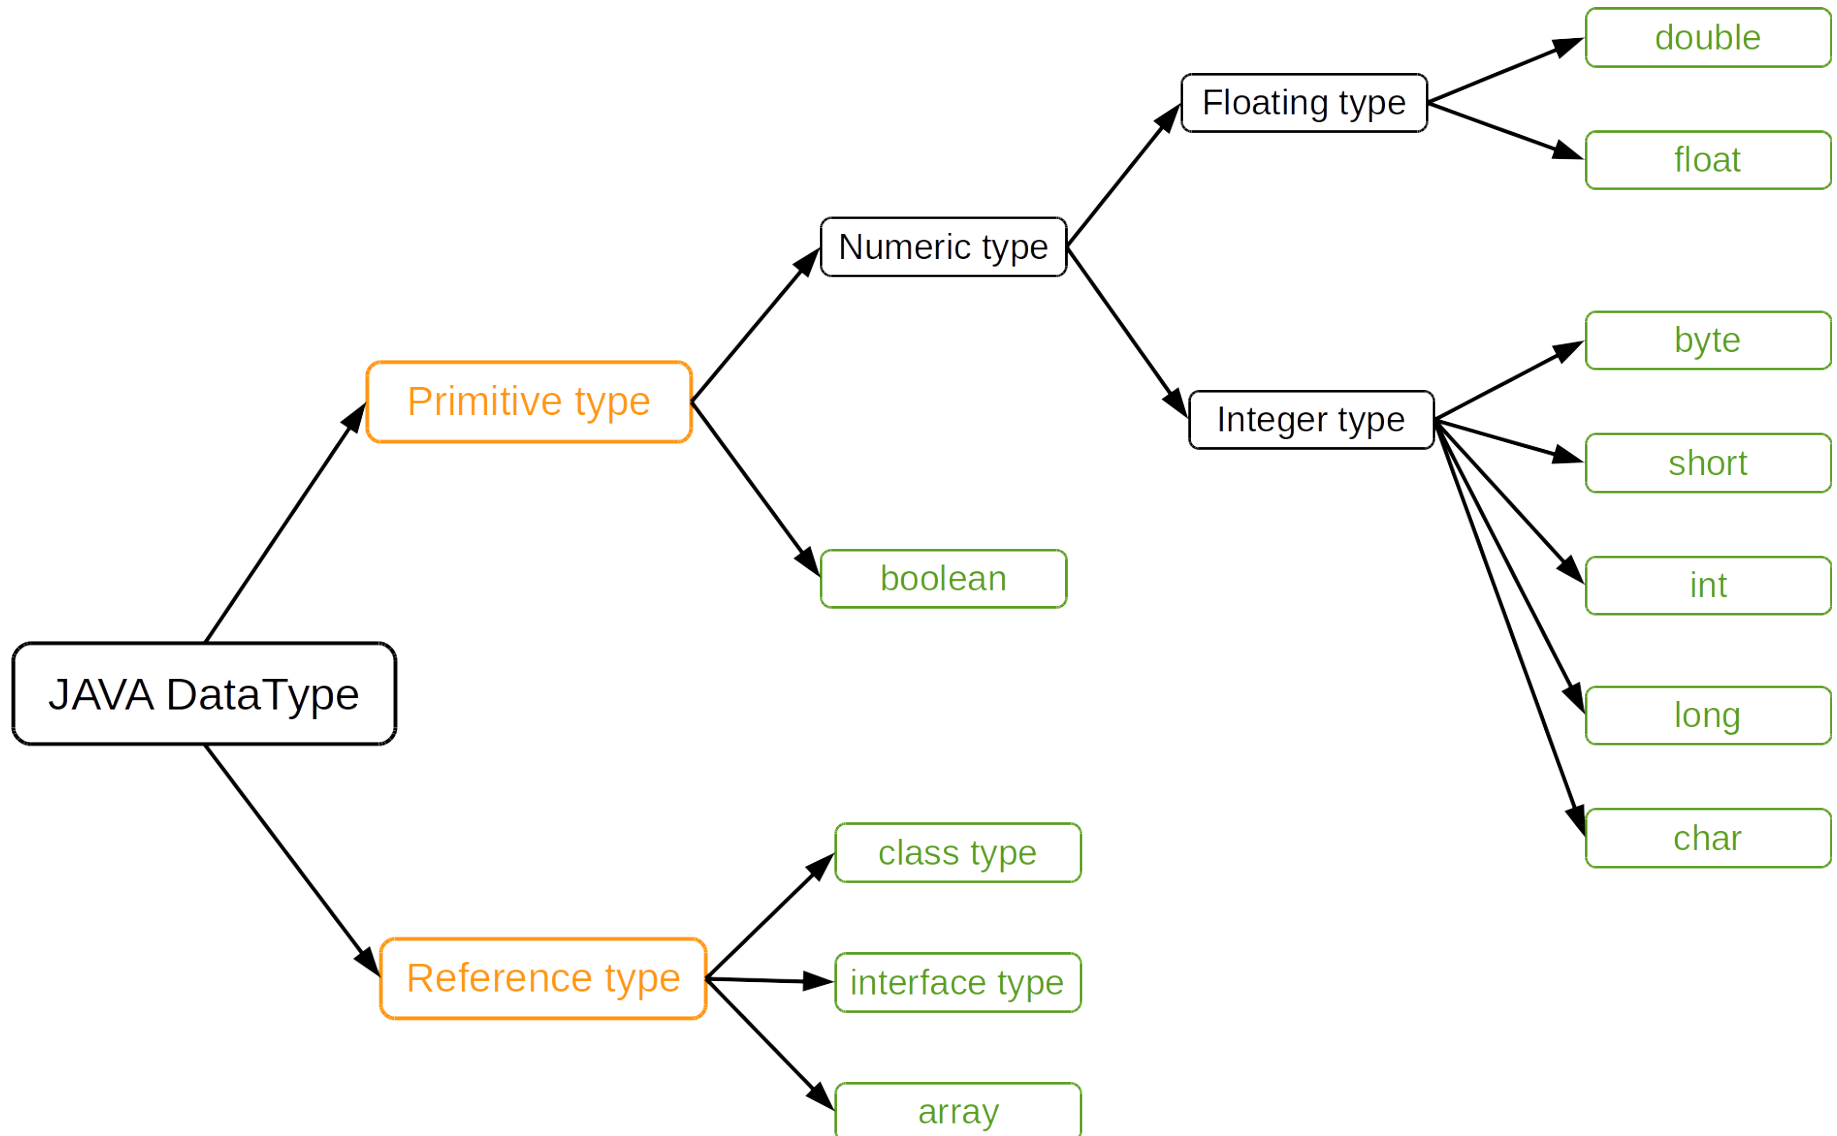 double
Floating type
float
Numeric type
byte
Primitive type
Integer type
short
boolean
int
JAVA DataType
long
char
class type
Reference type
interface type
array